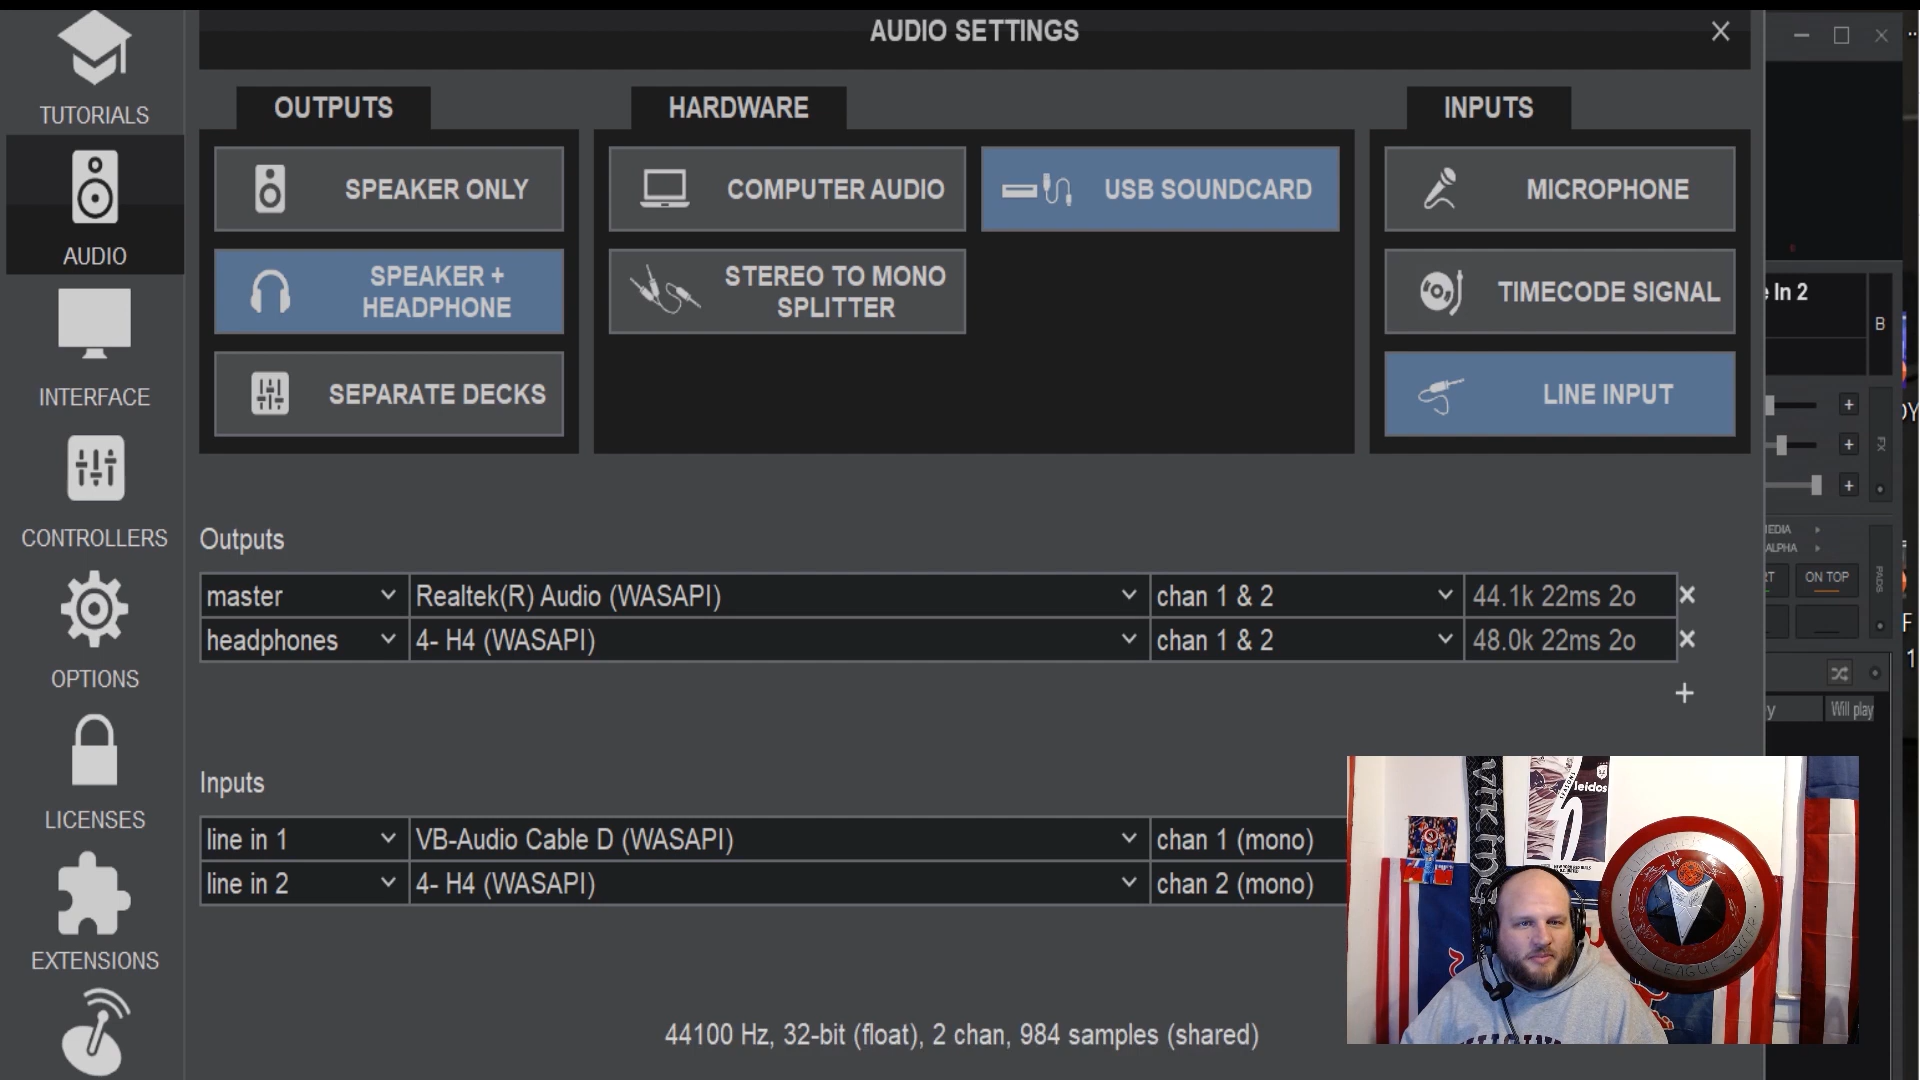 AUDIO SETTINGS
TUTORIALS
AUDIO
INTERFACE
CONTROLLERS
OPTIONS
LICENSES
EXTENSIONS
OUTPUTS
SPEAKER ONLY
SPEAKER +
HEADPHONE
SEPARATE DECKS
HARDWARE
COMPUTER AUDIO
USB SOUNDCARD
STEREO TO MONO
SPLITTER
INPUTS
MICROPHONE
TIMECODE SIGNAL
LINE INPUT
Outputs
master Realtek(R) Audio (WASAPI) chan 1 & 2 44.1k 22ms 2o
headphones 4- H4 (WASAPI) chan 1 & 2 48.0k 22ms 2o
Inputs
line in 1 VB-Audio Cable D (WASAPI) chan 1 (mono)
line in 2 4- H4 (WASAPI) chan 2 (mono)
44100 Hz, 32-bit (float), 2 chan, 984 samples (shared)
In 2
B
FX
ON TOP
PADS
Will play
viking
leidos